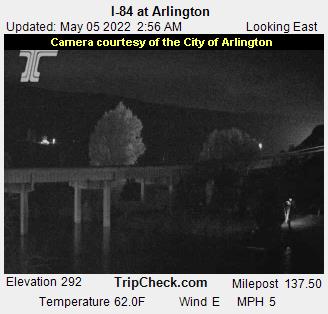 I-84 at Arlington
Updated: May 05 2022 2:56 AM Looking East
Camera courtesy of the City of Arlington
Elevation 292 TripCheck.com Milepost 137.50
Temperature 62.0F Wind E MPH 5